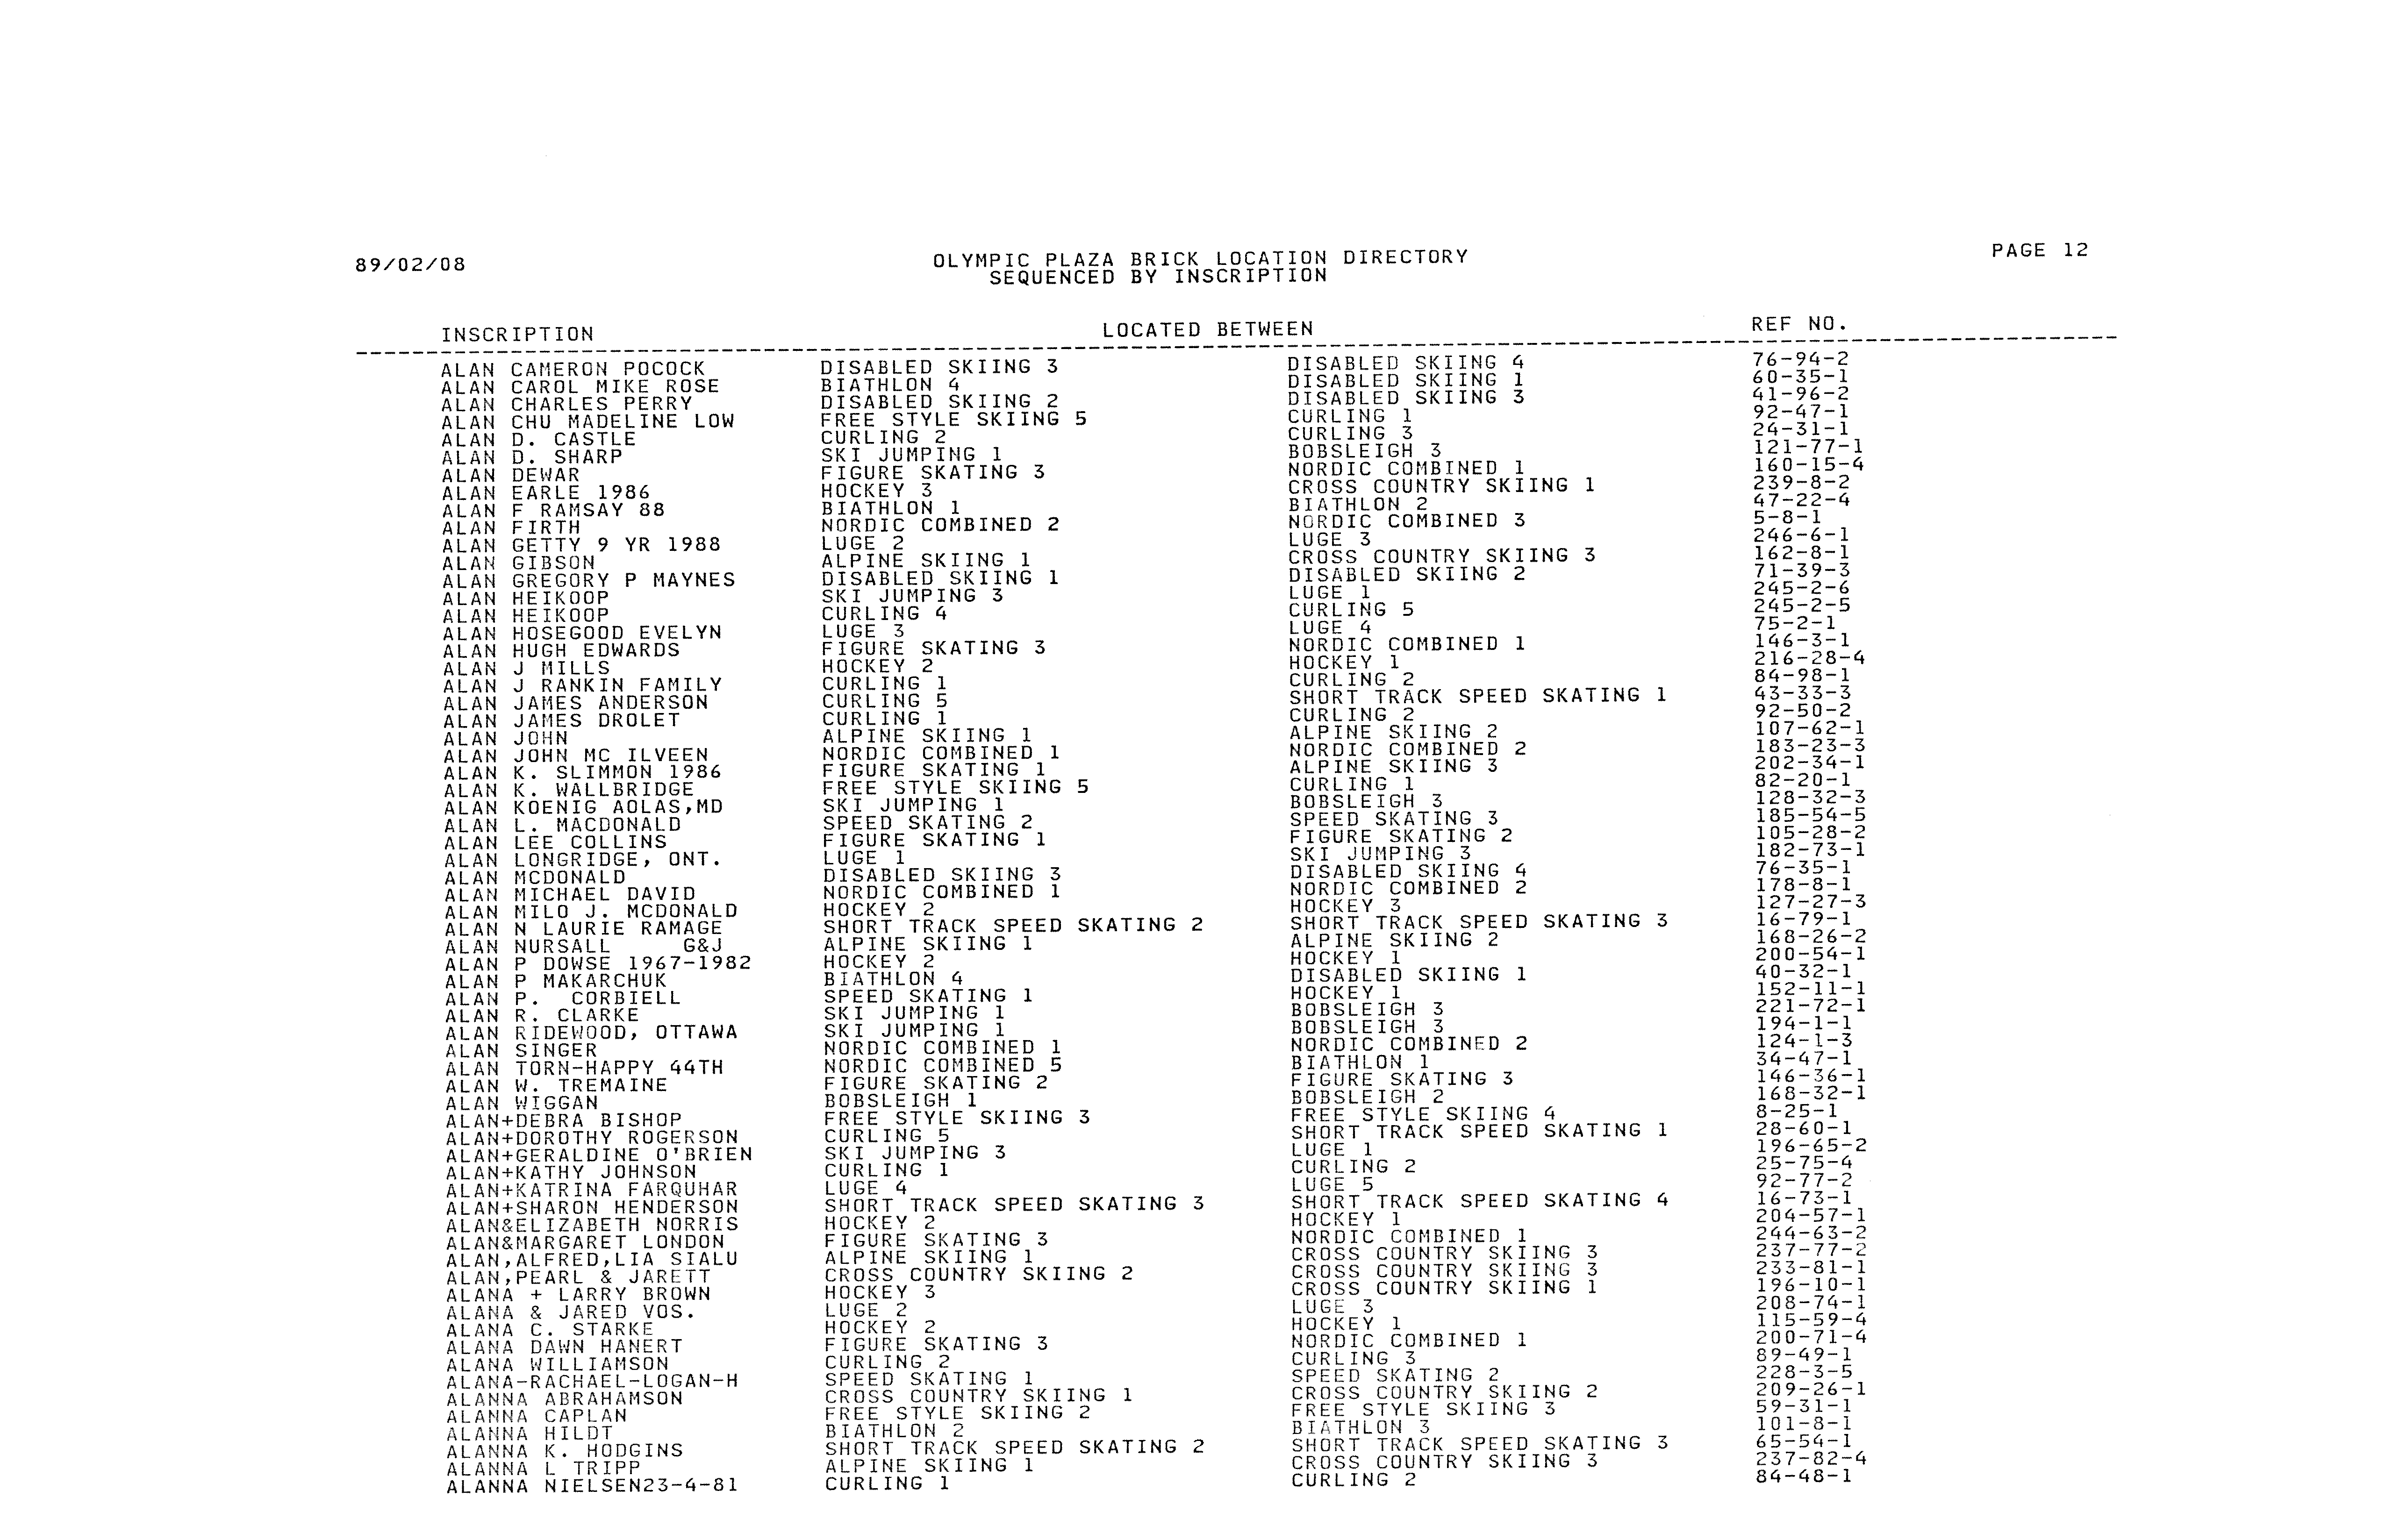 89/02/08 OLYMPIC PLAZA BRICK LOCATION DIRECTORY PAGE 12
SEQUENCED BY INSCRIPTION
INSCRIPTION LOCATED BETWEEN REF NO.
ALAN CAMERON POCOCK DISABLED SKIING 3 DISABLED SKIING 4 76-94-2
ALAN CAROL MIKE ROSE BIATHLON 4 DISABLED SKIING 1 60-35-1
ALAN CHARLES PERRY DISABLED SKIING 2 DISABLED SKIING 3 41-96-2
ALAN CHU MADELINE LOW FREE STYLE SKIING 5 CURLING 1 92-47-1
ALAN D. CASTLE CURLING 2 CURLING 3 24-31-1
ALAN D. SHARP SKI JUMPING 1 BOBSLEIGH 3 121-77-1
ALAN DEWAR FIGURE SKATING 3 NORDIC COMBINED 1 160-15-4
ALAN EARLE 1986 HOCKEY 3 CROSS COUNTRY SKIING 1 239-8-2
ALAN F RAMSAY 88 BIATHLON 1 BIATHLON 2 47-22-4
ALAN FIRTH NORDIC COMBINED 2 NORDIC COMBINED 3 5-8-1
ALAN GETTY 9 YR 1988 LUGE 2 LUGE 3 246-6-1
ALAN GIBSON ALPINE SKIING 1 CROSS COUNTRY SKIING 3 162-8-1
ALAN GREGORY P MAYNES DISABLED SKIING 1 DISABLED SKIING 2 71-39-3
ALAN HEIKOOP SKI JUMPING 3 LUGE 1 245-2-6
ALAN HEIKOOP CURLING 4 CURLING 5 245-2-5
ALAN HOSEGOOD EVELYN LUGE 3 LUGE 4 75-2-1
ALAN HUGH EDWARDS FIGURE SKATING 3 NORDIC COMBINED 1 146-3-1
ALAN J MILLS HOCKEY 2 HOCKEY 1 216-28-4
ALAN J RANKIN FAMILY CURLING 1 CURLING 2 84-98-1
ALAN JAMES ANDERSON CURLING 5 SHORT TRACK SPEED SKATING 1 43-33-3
ALAN JAMES DROLET CURLING 1 CURLING 2 92-50-2
ALAN JOHN ALPINE SKIING 1 ALPINE SKIING 2 107-62-1
ALAN JOHN MC ILVEEN NORDIC COMBINED 1 NORDIC COMBINED 2 183-23-3
ALAN K. SLIMMON 1986 FIGURE SKATING 1 ALPINE SKIING 3 202-34-1
ALAN K. WALLBRIDGE FREE STYLE SKIING 5 CURLING 1 82-20-1
ALAN KOENIG AOLAS,MD SKI JUMPING 1 BOBSLEIGH 3 128-32-3
ALAN L. MACDONALD SPEED SKATING 2 SPEED SKATING 3 185-54-5
ALAN LEE COLLINS FIGURE SKATING 1 FIGURE SKATING 2 105-28-2
ALAN LONGRIDGE, ONT. LUGE 1 SKI JUMPING 3 182-73-1
ALAN MCDONALD DISABLED SKIING 3 DISABLED SKIING 4 76-35-1
ALAN MICHAEL DAVID NORDIC COMBINED 1 NORDIC COMBINED 2 178-8-1
ALAN MILO J. MCDONALD HOCKEY 2 HOCKEY 3 127-27-3
ALAN N LAURIE RAMAGE SHORT TRACK SPEED SKATING 2 SHORT TRACK SPEED SKATING 3 16-79-1
ALAN NURSALL G&J ALPINE SKIING 1 ALPINE SKIING 2 168-26-2
ALAN P DOWSE 1967-1982 HOCKEY 2 HOCKEY 1 200-54-1
ALAN P MAKARCHUK BIATHLON 4 DISABLED SKIING 1 40-32-1
ALAN P. CORBIELL SPEED SKATING 1 HOCKEY 1 152-11-1
ALAN R. CLARKE SKI JUMPING 1 BOBSLEIGH 3 221-72-1
ALAN RIDEWOOD, OTTAWA SKI JUMPING 1 BOBSLEIGH 3 194-1-1
ALAN SINGER NORDIC COMBINED 1 NORDIC COMBINED 2 124-1-3
ALAN TORN-HAPPY 44TH NORDIC COMBINED 5 BIATHLON 1 34-47-1
ALAN W. TREMAINE FIGURE SKATING 2 FIGURE SKATING 3 146-36-1
ALAN WIGGAN BOBSLEIGH 1 BOBSLEIGH 2 168-32-1
ALAN+DEBRA BISHOP FREE STYLE SKIING 3 FREE STYLE SKIING 4 8-25-1
ALAN+DOROTHY ROGERSON CURLING 5 SHORT TRACK SPEED SKATING 1 28-60-1
ALAN+GERALDINE O'BRIEN SKI JUMPING 3 LUGE 1 196-65-2
ALAN+KATHY JOHNSON CURLING 1 CURLING 2 25-75-4
ALAN+KATRINA FARQUHAR LUGE 4 LUGE 5 92-77-2
ALAN+SHARON HENDERSON SHORT TRACK SPEED SKATING 3 SHORT TRACK SPEED SKATING 4 16-73-1
ALAN&ELIZABETH NORRIS HOCKEY 2 HOCKEY 1 204-57-1
ALAN&MARGARET LONDON FIGURE SKATING 3 NORDIC COMBINED 1 244-63-2
ALAN,ALFRED,LIA SIALU ALPINE SKIING 1 CROSS COUNTRY SKIING 3 237-77-2
ALAN,PEARL & JARETT CROSS COUNTRY SKIING 2 CROSS COUNTRY SKIING 3 233-81-1
ALANA + LARRY BROWN HOCKEY 3 CROSS COUNTRY SKIING 1 196-10-1
ALANA & JARED VOS. LUGE 2 LUGE 3 208-74-1
ALANA C. STARKE HOCKEY 2 HOCKEY 1 115-59-4
ALANA DAWN HANERT FIGURE SKATING 3 NORDIC COMBINED 1 200-71-4
ALANA WILLIAMSON CURLING 2 CURLING 3 89-49-1
ALANA-RACHAEL-LOGAN-H SPEED SKATING 1 SPEED SKATING 2 228-3-5
ALANNA ABRAHAMSON CROSS COUNTRY SKIING 1 CROSS COUNTRY SKIING 2 209-26-1
ALANNA CAPLAN FREE STYLE SKIING 2 FREE STYLE SKIING 3 59-31-1
ALANNA HILDT BIATHLON 2 BIATHLON 3 101-8-1
ALANNA K. HODGINS SHORT TRACK SPEED SKATING 2 SHORT TRACK SPEED SKATING 3 65-54-1
ALANNA L TRIPP ALPINE SKIING 1 CROSS COUNTRY SKIING 3 237-82-4
ALANNA NIELSEN23-4-81 CURLING 1 CURLING 2 84-48-1